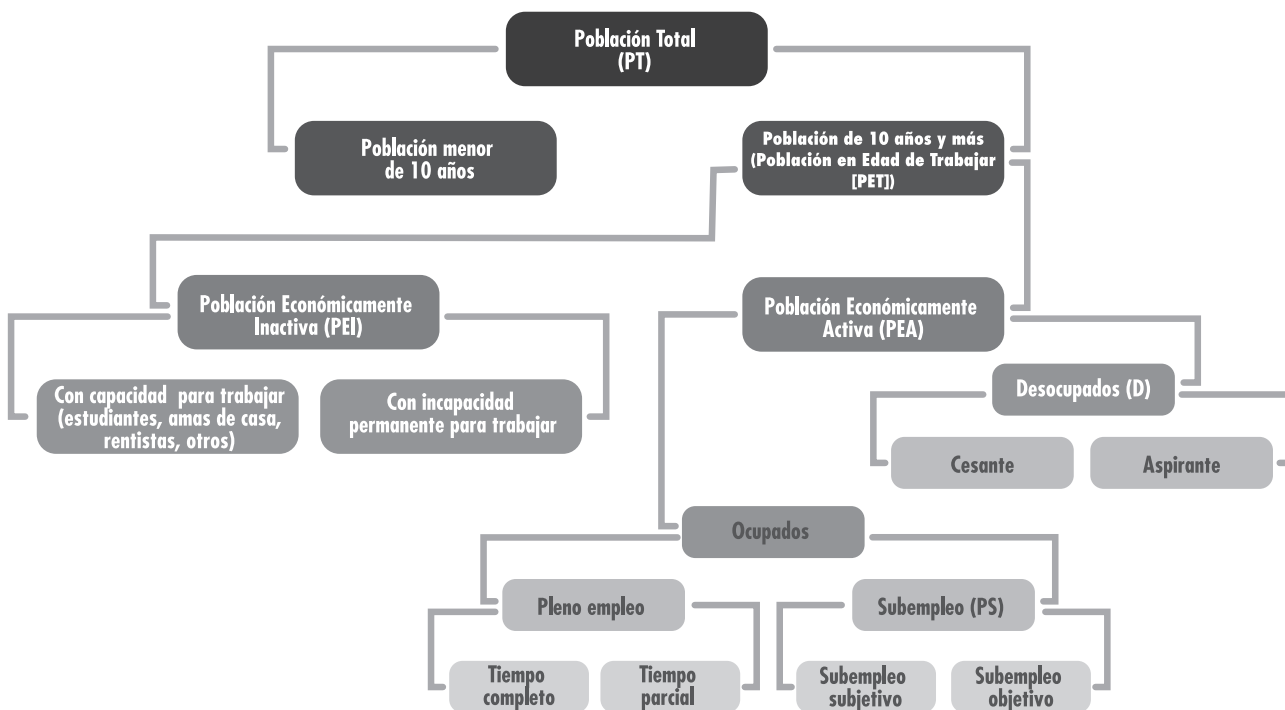 Población Total
(PT)
Población menor
de 10 años
Población de 10 años y más
(Población en Edad de Trabajar
[PET])
Población Económicamente
Inactiva (PEI)
Población Económicamente
Activa (PEA)
Con capacidad para trabajar
(estudiantes, amas de casa,
rentistas, otros)
Con incapacidad
permanente para trabajar
Desocupados (D)
Cesante
Aspirante
Ocupados
Pleno empleo
Subempleo (PS)
Tiempo
completo
Tiempo
parcial
Subempleo
subjetivo
Subempleo
objetivo